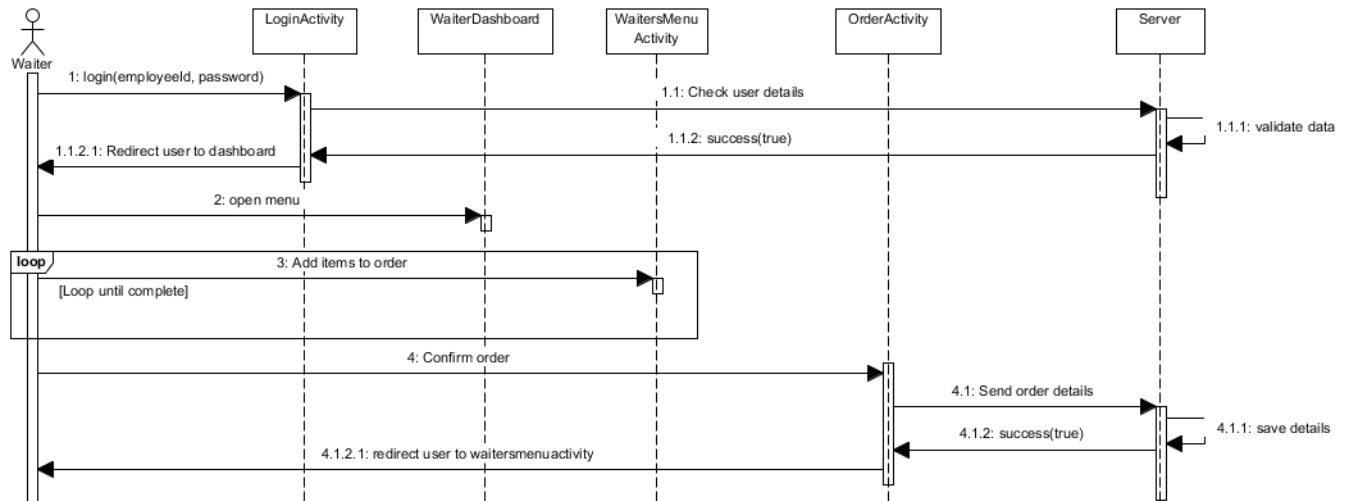 LoginActivity
WaiterDashboard
WaitersMenu
Activity
OrderActivity
Server
Waiter
1: login(employeeId, password)
1.1: Check user details
1.1.1: validate data
1.1.2: success(true)
1.1.2.1: Redirect user to dashboard
2: open menu
loop
3: Add items to order
[Loop until complete]
4: Confirm order
4.1: Send order details
4.1.1: save details
4.1.2: success(true)
4.1.2.1: redirect user to waitersmenuactivity